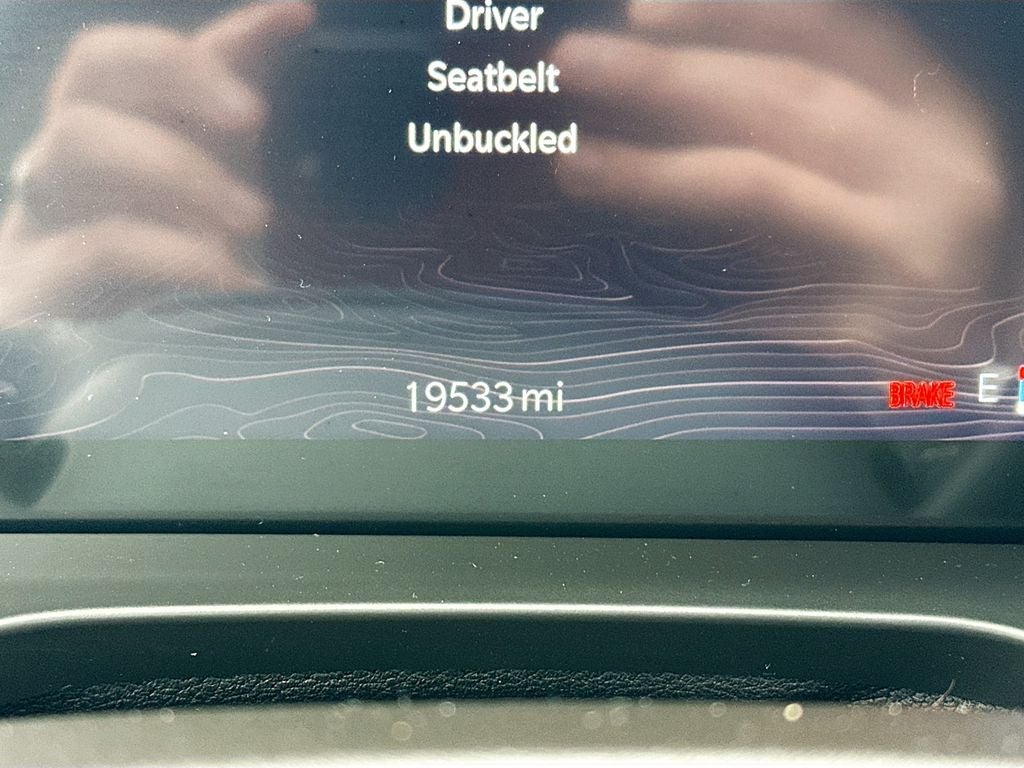 Driver
Seatbelt
Unbuckled
19533 mi
BRAKE E